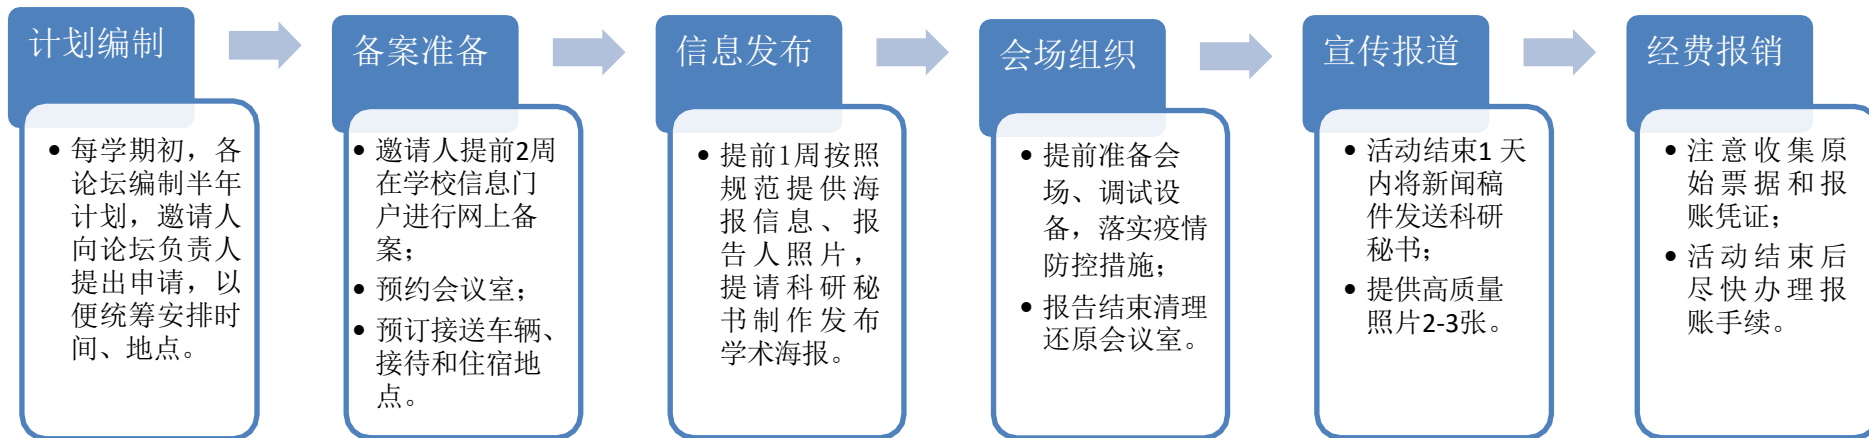 计划编制
• 每学期初，各
论坛编制半年
计划，邀请人
向论坛负责人
提出申请，以
便统筹安排时
间、地点。
备案准备
• 邀请人提前2周
在学校信息门
户进行网上备
案；
• 预约会议室；
• 预订接送车辆、
接待和住宿地
点。
信息发布
• 提前1周按照
规范提供海
报信息、报
告人照片，
提请科研秘
书制作发布
学术海报。
会场组织
• 提前准备会
场、调试设
备，落实疫情
防控措施；
• 报告结束清理
还原会议室。
宣传报道
• 活动结束1 天
内将新闻稿
件发送科研
秘书；
• 提供高质量
照片2-3张。
经费报销
• 注意收集原
始票据和报
账凭证；
• 活动结束后
尽快办理报
账手续。